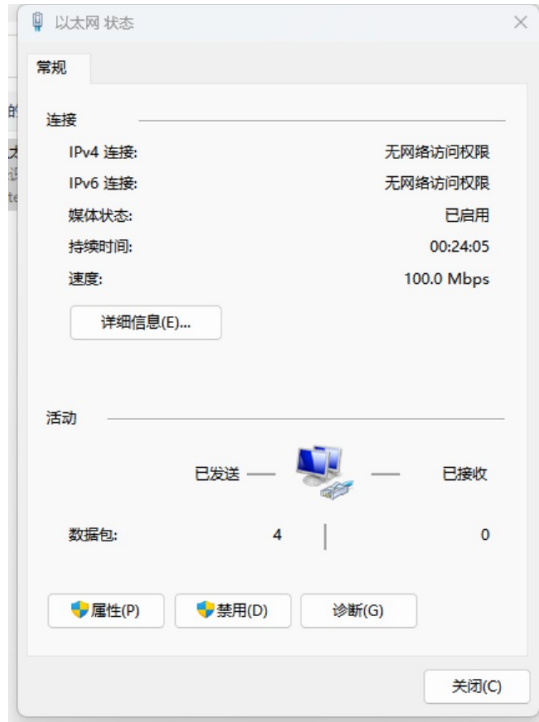 以太网 状态
常规
连接
IPv4 连接: 无网络访问权限
IPv6 连接: 无网络访问权限
媒体状态: 已启用
持续时间: 00:24:05
速度: 100.0 Mbps
详细信息(E)...
活动
已发送 — — 已接收
数据包: 4 0
属性(P) 禁用(D) 诊断(G)
关闭(C)